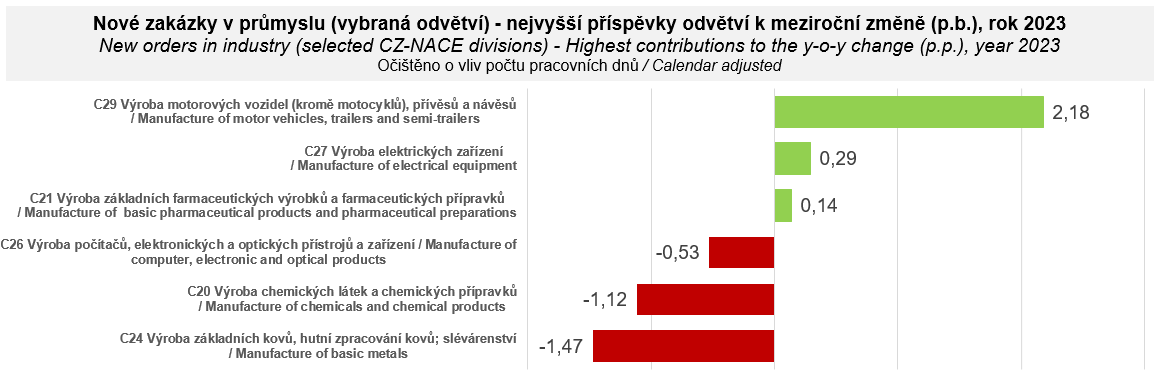 Nové zakázky v průmyslu (vybraná odvětví) - nejvyšší příspěvky odvětví k meziroční změně (p.b.), rok 2023
New orders in industry (selected CZ-NACE divisions) - Highest contributions to the y-o-y change (p.p.), year 2023
Očištěno o vliv počtu pracovních dnů / Calendar adjusted
C29 Výroba motorových vozidel (kromě motocyklů), přívěsů a návěsů
/ Manufacture of motor vehicles, trailers and semi-trailers
2,18
C27 Výroba elektrických zařízení
/ Manufacture of electrical equipment
0,29
C21 Výroba základních farmaceutických výrobků a farmaceutických přípravků
/ Manufacture of basic pharmaceutical products and pharmaceutical preparations
0,14
C26 Výroba počítačů, elektronických a optických přístrojů a zařízení / Manufacture of
computer, electronic and optical products
-0,53
C20 Výroba chemických látek a chemických přípravků
/ Manufacture of chemicals and chemical products
-1,12
C24 Výroba základních kovů, hutní zpracování kovů; slévárenství
/ Manufacture of basic metals
-1,47